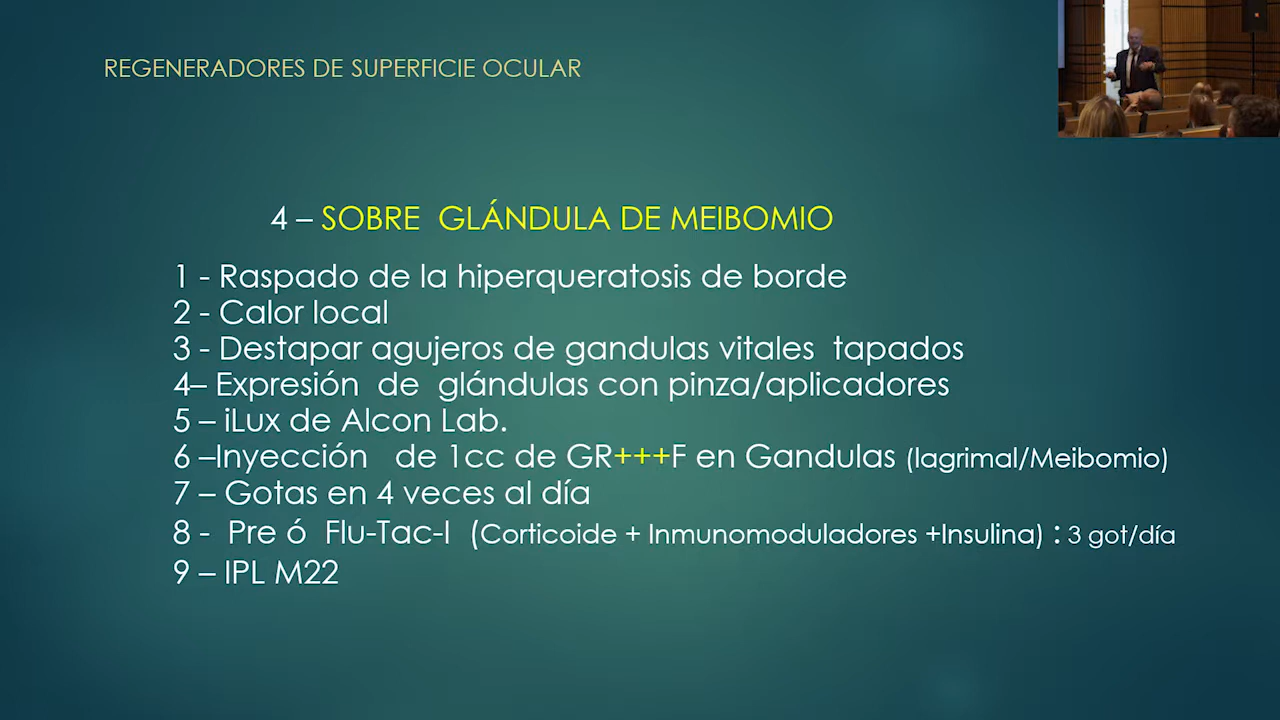 REGENERADORES DE SUPERFICIE OCULAR
4 – SOBRE GLÁNDULA DE MEIBOMIO
1 - Raspado de la hiperqueratosis de borde
2 - Calor local
3 - Destapar agujeros de gandulas vitales tapados
4– Expresión de glándulas con pinza/aplicadores
5 – iLux de Alcon Lab.
6 –Inyección de 1cc de GR+++F en Gandulas (lagrimal/Meibomio)
7 – Gotas en 4 veces al día
8 - Pre ó Flu-Tac-I (Corticoide + Inmunomoduladores +Insulina) : 3 got/día
9 – IPL M22